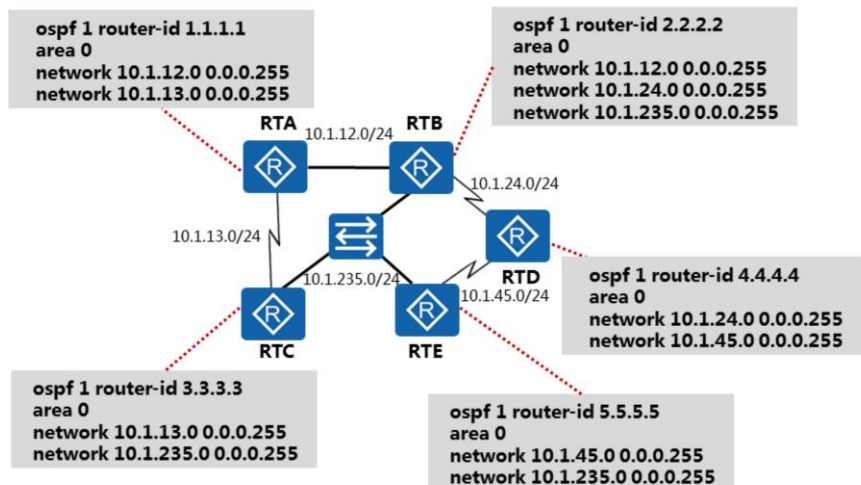 ospf 1 router-id 1.1.1.1
area 0
network 10.1.12.0 0.0.0.255
network 10.1.13.0 0.0.0.255
ospf 1 router-id 2.2.2.2
area 0
network 10.1.12.0 0.0.0.255
network 10.1.24.0 0.0.0.255
network 10.1.235.0 0.0.0.255
RTA
10.1.12.0/24
RTB
R
R
10.1.24.0/24
10.1.13.0/24
R
RTD
10.1.235.0/24
10.1.45.0/24
R
R
RTC
RTE
ospf 1 router-id 4.4.4.4
area 0
network 10.1.24.0 0.0.0.255
network 10.1.45.0 0.0.0.255
ospf 1 router-id 3.3.3.3
area 0
network 10.1.13.0 0.0.0.255
network 10.1.235.0 0.0.0.255
ospf 1 router-id 5.5.5.5
area 0
network 10.1.45.0 0.0.0.255
network 10.1.235.0 0.0.0.255